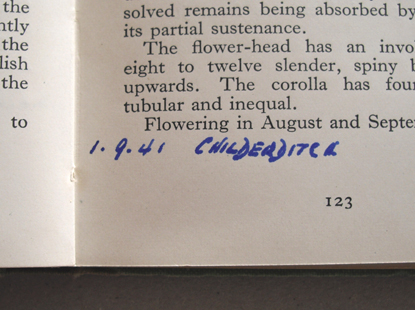 the
ntly
the
lish
the
to
solved remains being absorbed by
its partial sustenance.
The flower-head has an invol
eight to twelve slender, spiny b
upwards. The corolla has fou
tubular and inequal.
Flowering in August and Septe
1.9.41 CHILDERDITCH
123